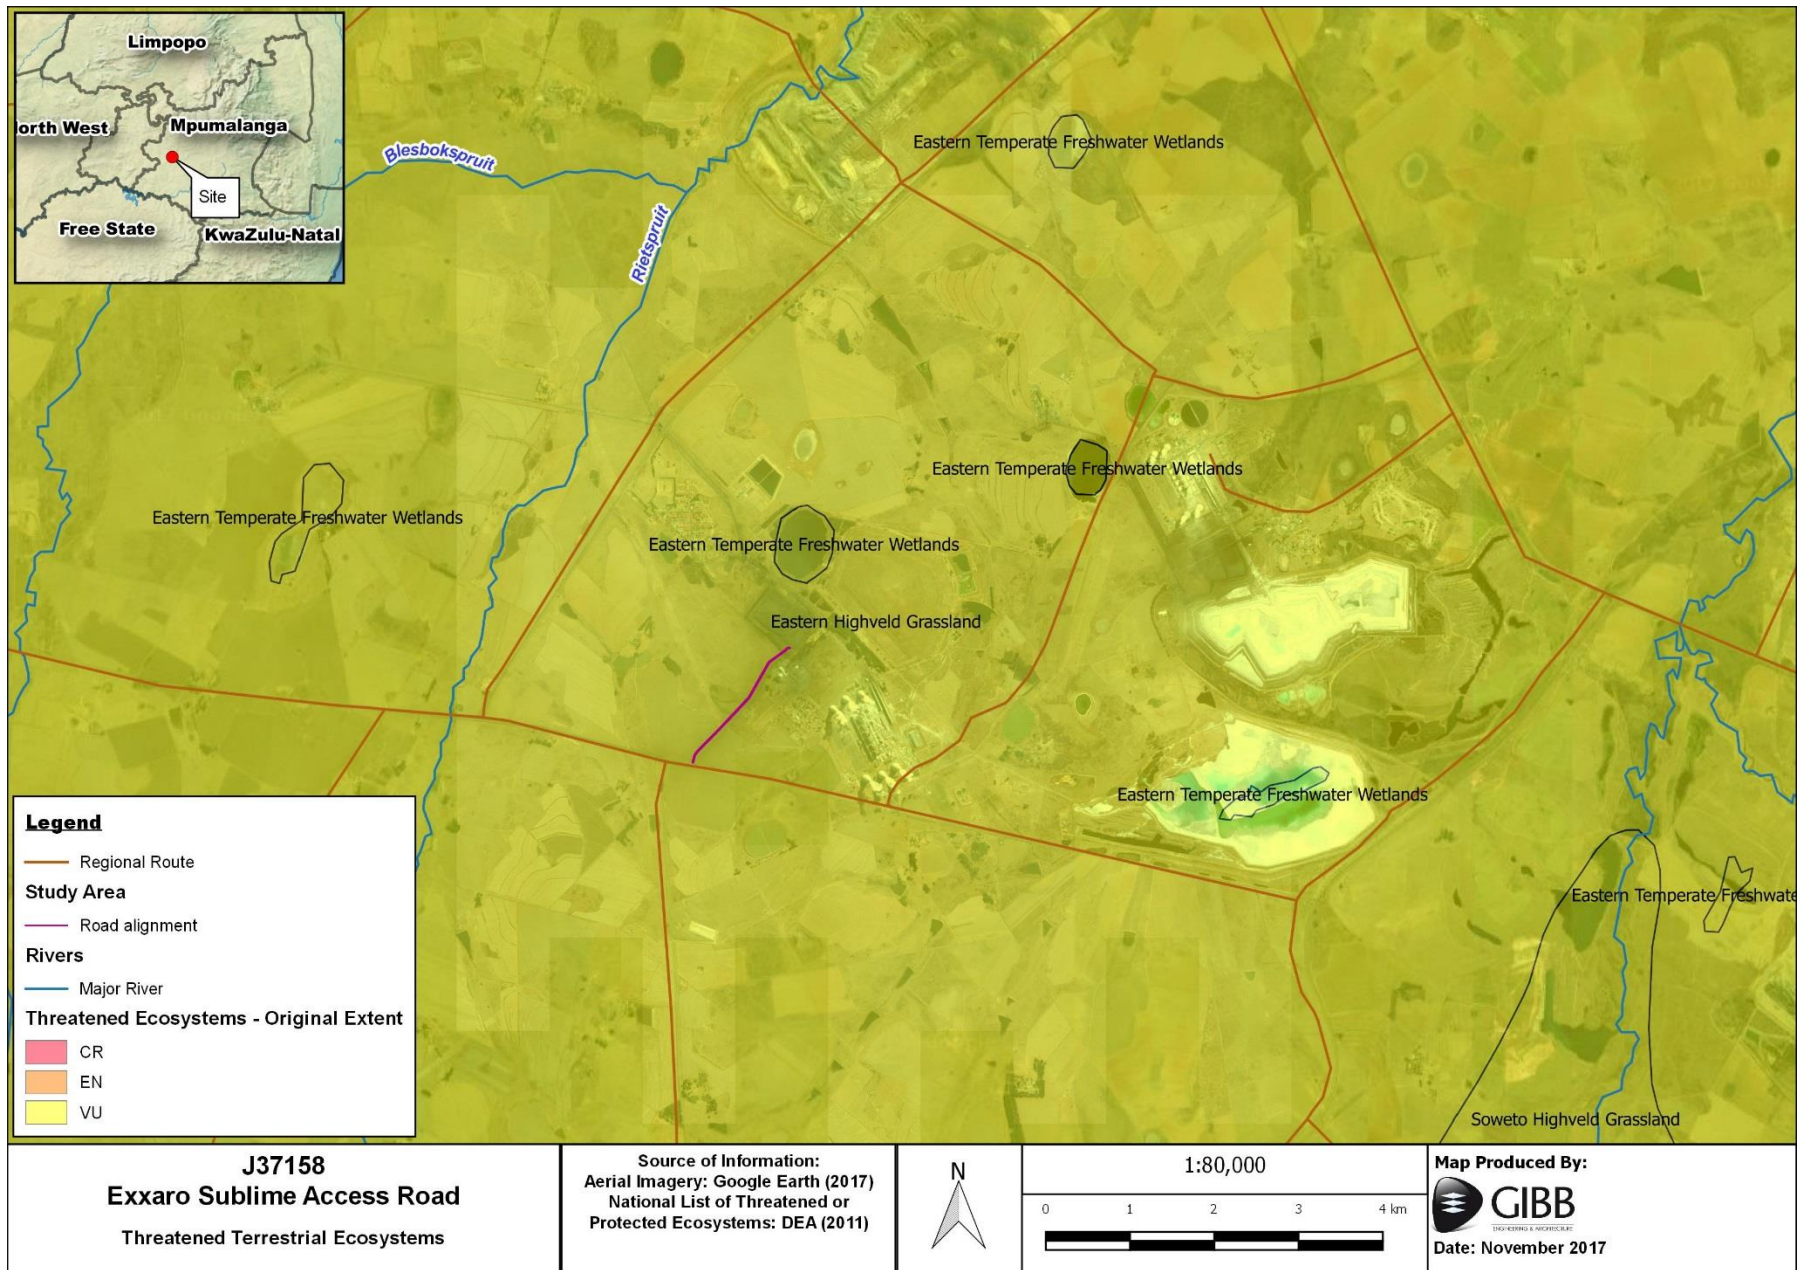 Limpopo
orth West
Mpumalanga
Site
Free State
KwaZulu-Natal
Blesbokspruit
Rietspruit
Eastern Temperate Freshwater Wetlands
Eastern Temperate Freshwater Wetlands
Eastern Temperate Freshwater Wetlands
Eastern Temperate Freshwater Wetlands
Eastern Highveld Grassland
Eastern Temperate Freshwater Wetlands
Eastern Temperate Freshwate
Soweto Highveld Grassland
Legend
Regional Route
Study Area
Road alignment
Rivers
Major River
Threatened Ecosystems - Original Extent
CR
EN
VU
J37158
Exxaro Sublime Access Road
Threatened Terrestrial Ecosystems
Source of Information:
Aerial Imagery: Google Earth (2017)
National List of Threatened or
Protected Ecosystems: DEA (2011)
N
1:80,000
0 1 2 3 4 km
Map Produced By:
GIBB
ENGINEERING & ARCHITECTURE
Date: November 2017